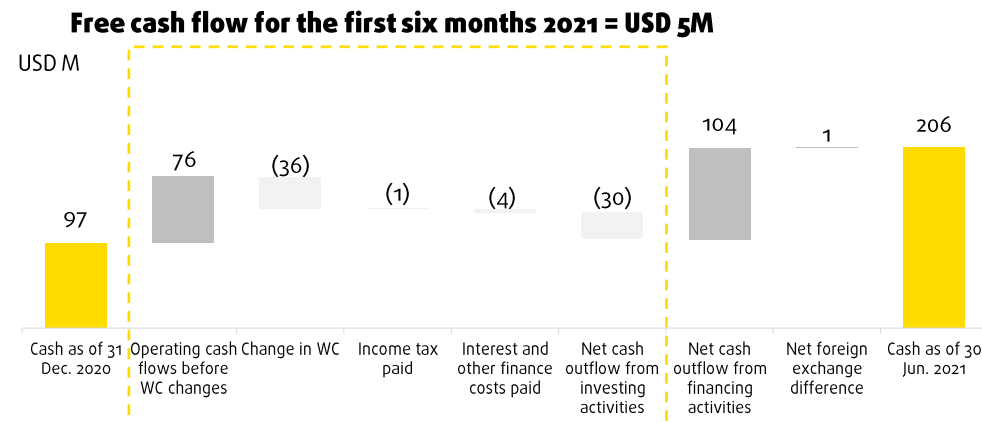 Free cash flow for the first six months 2021 = USD 5M
USD M
97
76
(36)
(1)
(4)
(30)
104
1
206
Cash as of 31
Dec. 2020
Operating cash
flows before
WC changes
Change in WC
Income tax
paid
Interest and
other finance
costs paid
Net cash
outflow from
investing
activities
Net cash
outflow from
financing
activities
Net foreign
exchange
difference
Cash as of 30
Jun. 2021